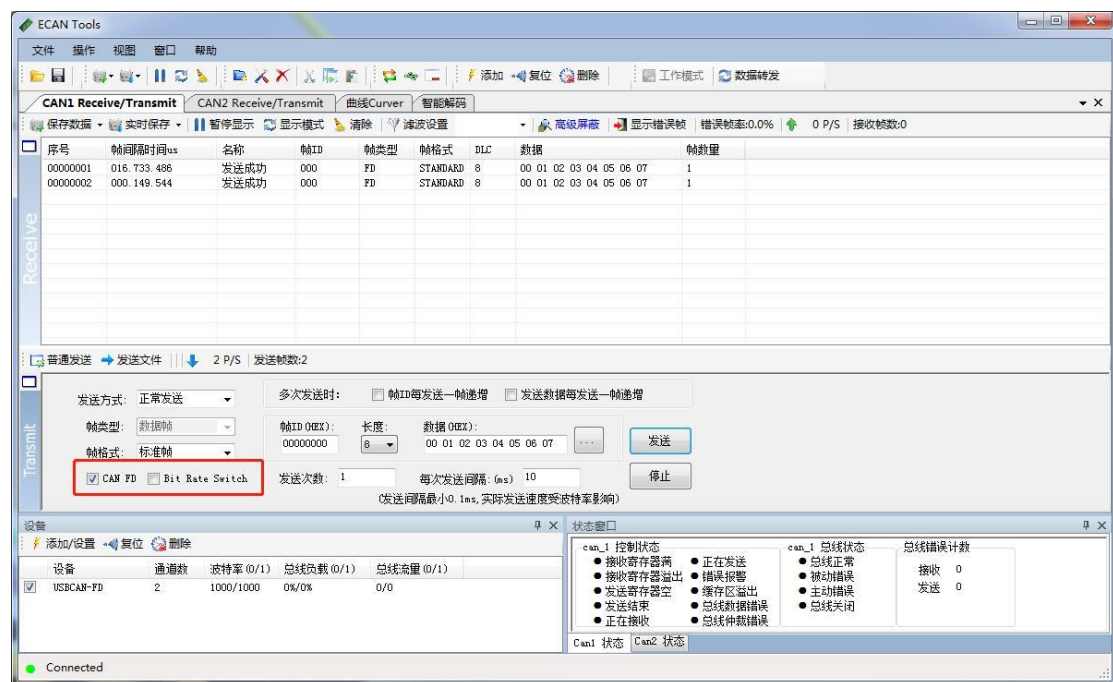 ECAN Tools
文件 操作 视图 窗口 帮助
添加 复位 删除 工作模式 数据转发
CAN1 Receive/Transmit CAN2 Receive/Transmit 曲线Curver 智能解码
保存数据 实时保存 暂停显示 显示模式 清除 滤波设置 高级屏蔽 显示错误帧 错误帧率:0.0% 0 P/S 接收帧数:0
序号 帧间隔时间us 名称 帧ID 帧类型 帧格式 DLC 数据 帧数量
00000001 016.733.486 发送成功 000 FD STANDARD 8 00 01 02 03 04 05 06 07 1
00000002 000.149.544 发送成功 000 FD STANDARD 8 00 01 02 03 04 05 06 07 1
Receive
普通发送 发送文件 2 P/S 发送帧数:2
Transmit
发送方式: 正常发送 多次发送时: 帧ID每发送一帧递增 发送数据每发送一帧递增
帧类型: 数据帧 帧ID(HEX): 长度: 数据(HEX):
00000000 8 00 01 02 03 04 05 06 07 ... 发送
帧格式: 标准帧
CAN FD Bit Rate Switch 发送次数: 1 每次发送间隔:(ms) 10 停止
(发送间隔最小0.1ms,实际发送速度受波特率影响)
设备
添加/设置 复位 删除
设备 通道数 波特率(0/1) 总线负载(0/1) 总线流量(0/1)
USBCAN-FD 2 1000/1000 0%/0% 0/0
状态窗口
can_1 控制状态 can_1 总线状态 总线错误计数
接收寄存器满 正在发送 总线正常 接收 0
接收寄存器溢出 错误报警 被动错误
发送寄存器空 缓存区溢出 主动错误 发送 0
发送结束 总线数据错误 总线关闭
正在接收 总线仲裁错误
Can1 状态 Can2 状态
Connected